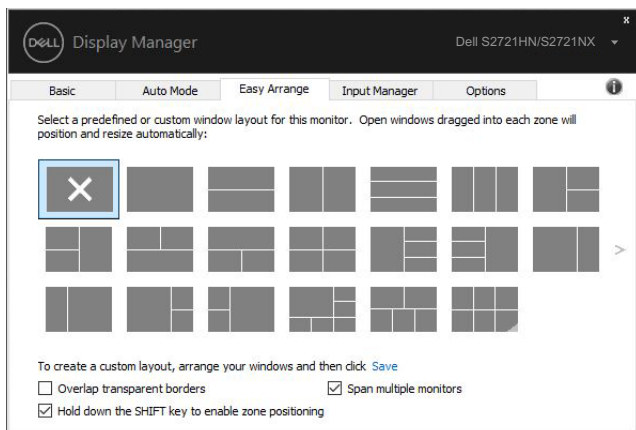 x
DELL Display Manager Dell S2721HN/S2721NX
Basic Auto Mode Easy Arrange Input Manager Options
Select a predefined or custom window layout for this monitor. Open windows dragged into each zone will
position and resize automatically:
To create a custom layout, arrange your windows and then click Save
Overlap transparent borders Span multiple monitors
Hold down the SHIFT key to enable zone positioning